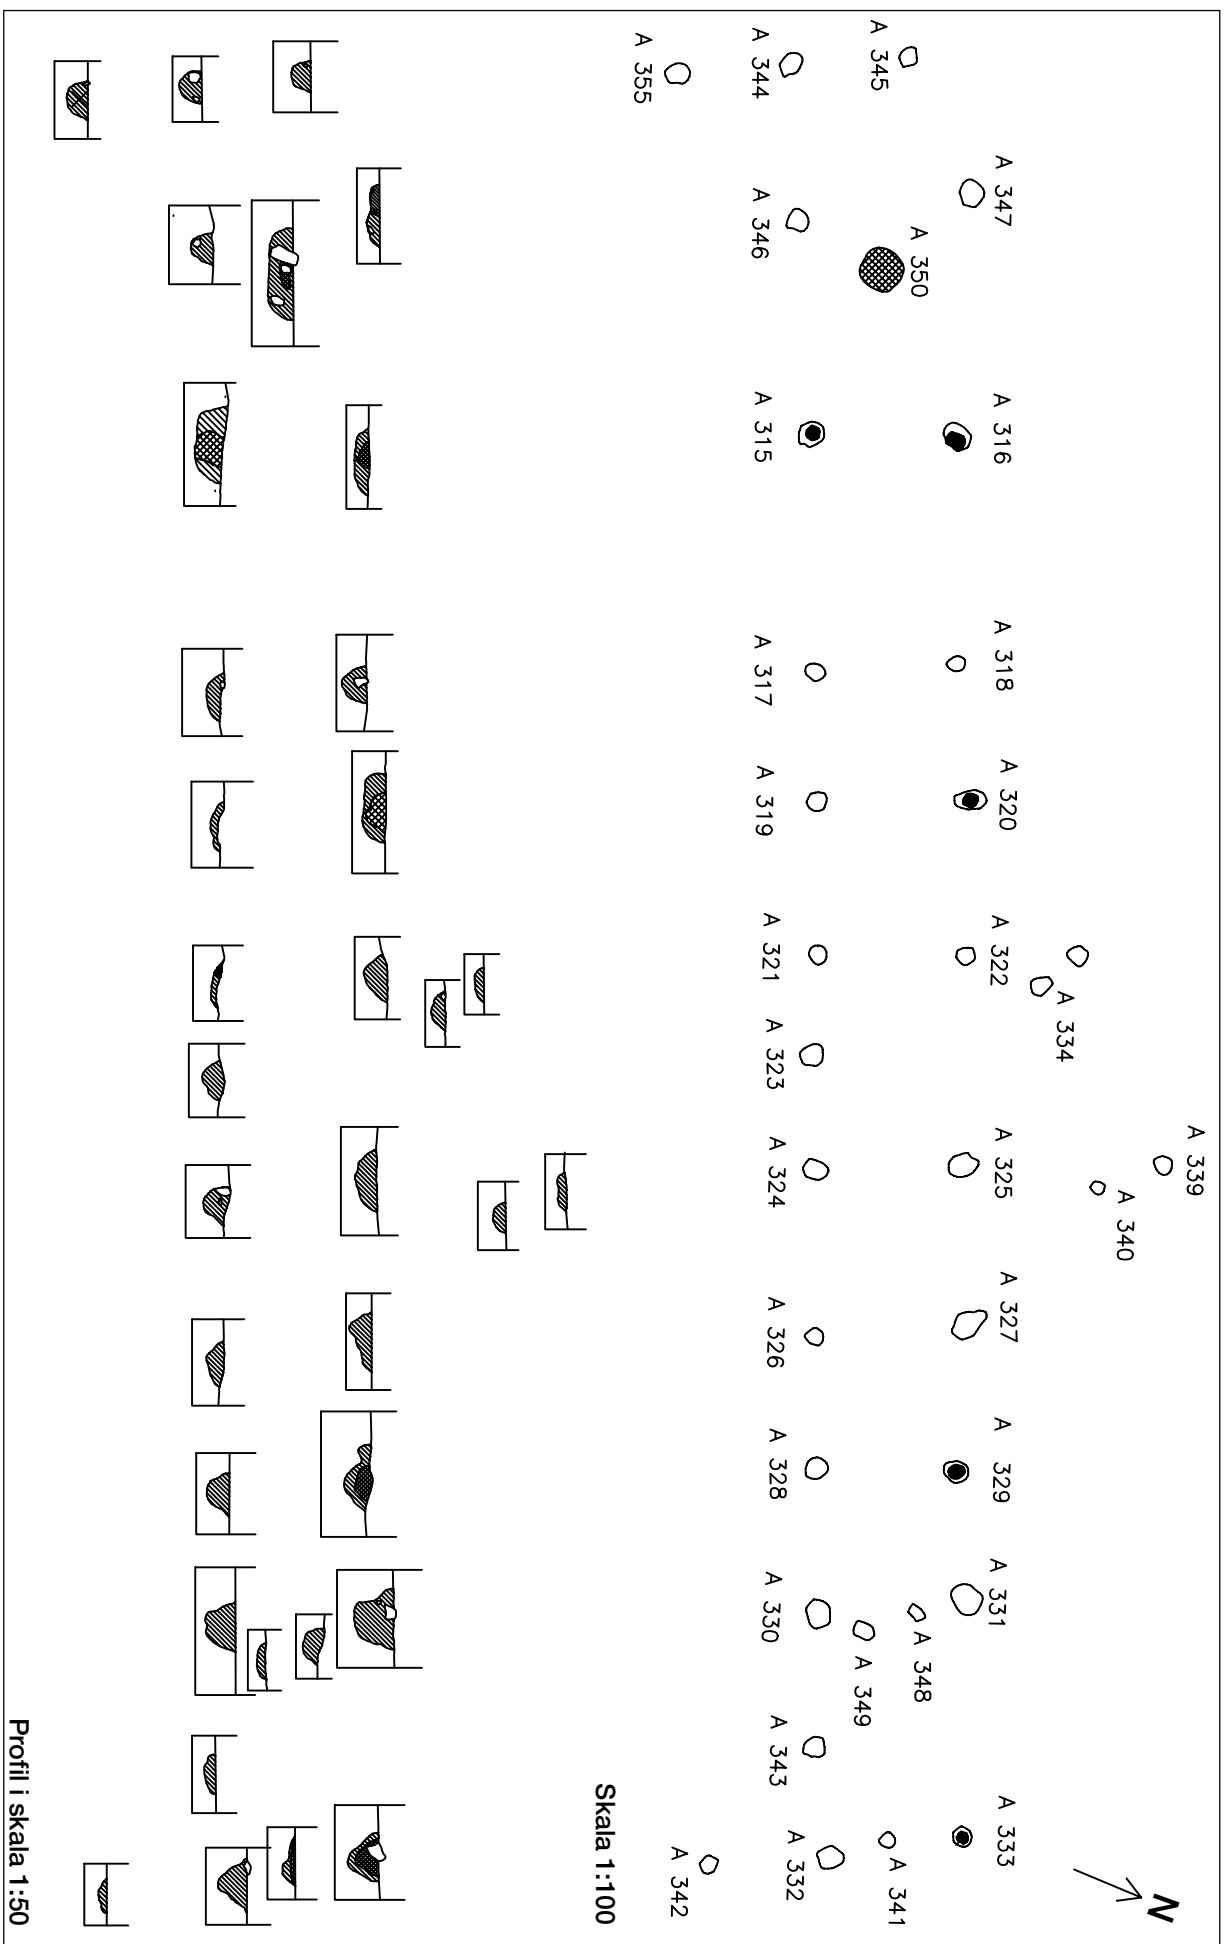 A 339
A 340
A 334
A 347
A 316
A 318
A 320
A 322
A 325
A 327
A 329
A 331
A 333
N
A 345
A 350
A 348
A 341
A 349
A 344
A 346
A 315
A 317
A 319
A 321
A 323
A 324
A 326
A 328
A 330
A 343
A 332
A 355
A 342
Skala 1:100
Profil i skala 1:50